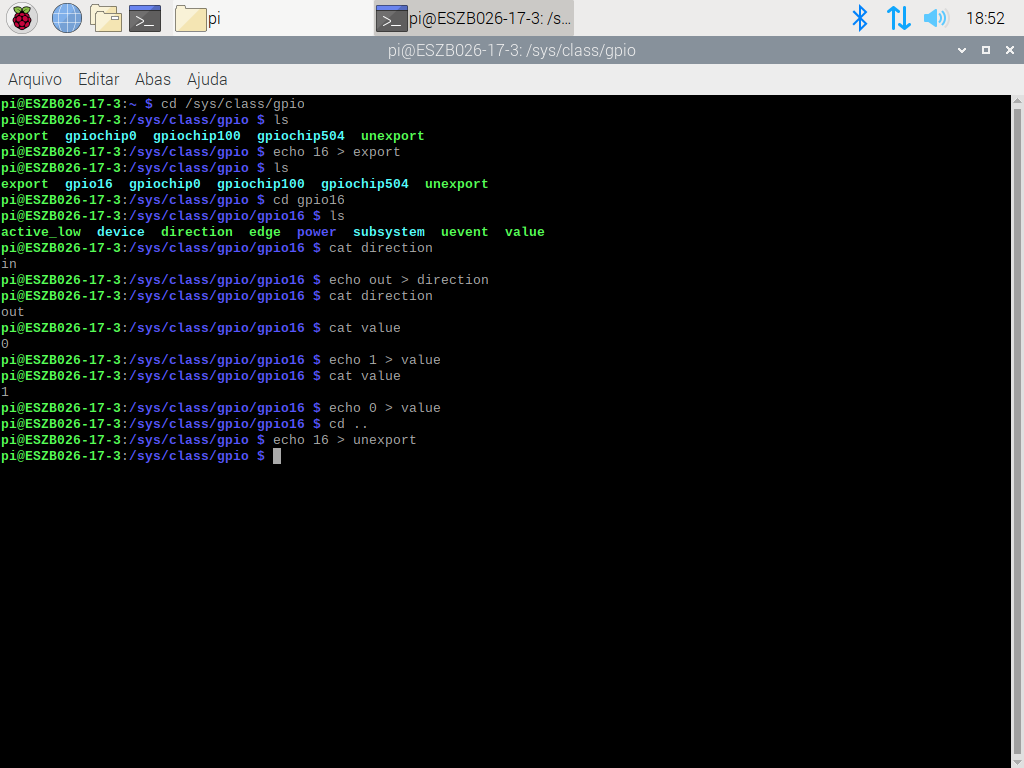 pi
pi@ESZB026-17-3: /s...
18:52
pi@ESZB026-17-3: /sys/class/gpio
Arquivo Editar Abas Ajuda
pi@ESZB026-17-3:~ $ cd /sys/class/gpio
pi@ESZB026-17-3:/sys/class/gpio $ ls
export  gpiochip0  gpiochip100  gpiochip504  unexport
pi@ESZB026-17-3:/sys/class/gpio $ echo 16 > export
pi@ESZB026-17-3:/sys/class/gpio $ ls
export  gpio16  gpiochip0  gpiochip100  gpiochip504  unexport
pi@ESZB026-17-3:/sys/class/gpio $ cd gpio16
pi@ESZB026-17-3:/sys/class/gpio/gpio16 $ ls
active_low  device  direction  edge  power  subsystem  uevent  value
pi@ESZB026-17-3:/sys/class/gpio/gpio16 $ cat direction
in
pi@ESZB026-17-3:/sys/class/gpio/gpio16 $ echo out > direction
pi@ESZB026-17-3:/sys/class/gpio/gpio16 $ cat direction
out
pi@ESZB026-17-3:/sys/class/gpio/gpio16 $ cat value
0
pi@ESZB026-17-3:/sys/class/gpio/gpio16 $ echo 1 > value
pi@ESZB026-17-3:/sys/class/gpio/gpio16 $ cat value
1
pi@ESZB026-17-3:/sys/class/gpio/gpio16 $ echo 0 > value
pi@ESZB026-17-3:/sys/class/gpio/gpio16 $ cd ..
pi@ESZB026-17-3:/sys/class/gpio $ echo 16 > unexport
pi@ESZB026-17-3:/sys/class/gpio $